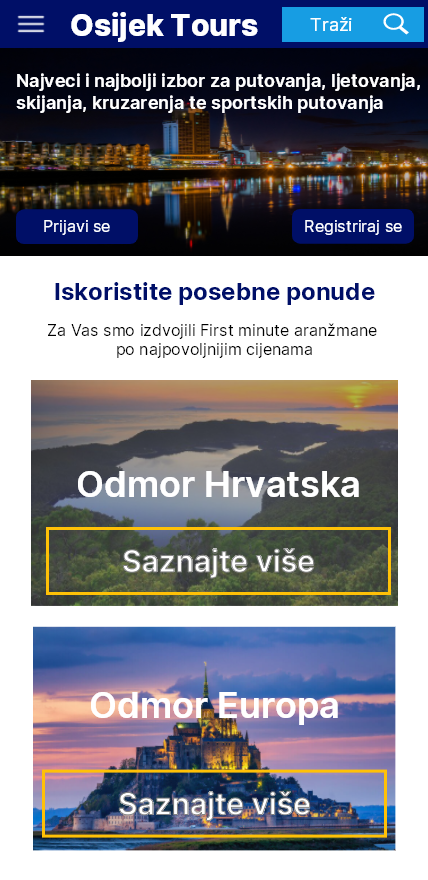 Osijek Tours
Traži
Najveci i najbolji izbor za putovanja, ljetovanja,
skijanja, kruzarenja te sportskih putovanja
Prijavi se
Registriraj se
Iskoristite posebne ponude
Za Vas smo izdvojili First minute aranžmane
po najpovoljnijim cijenama
Odmor Hrvatska
Saznajte više
Odmor Europa
Saznajte više